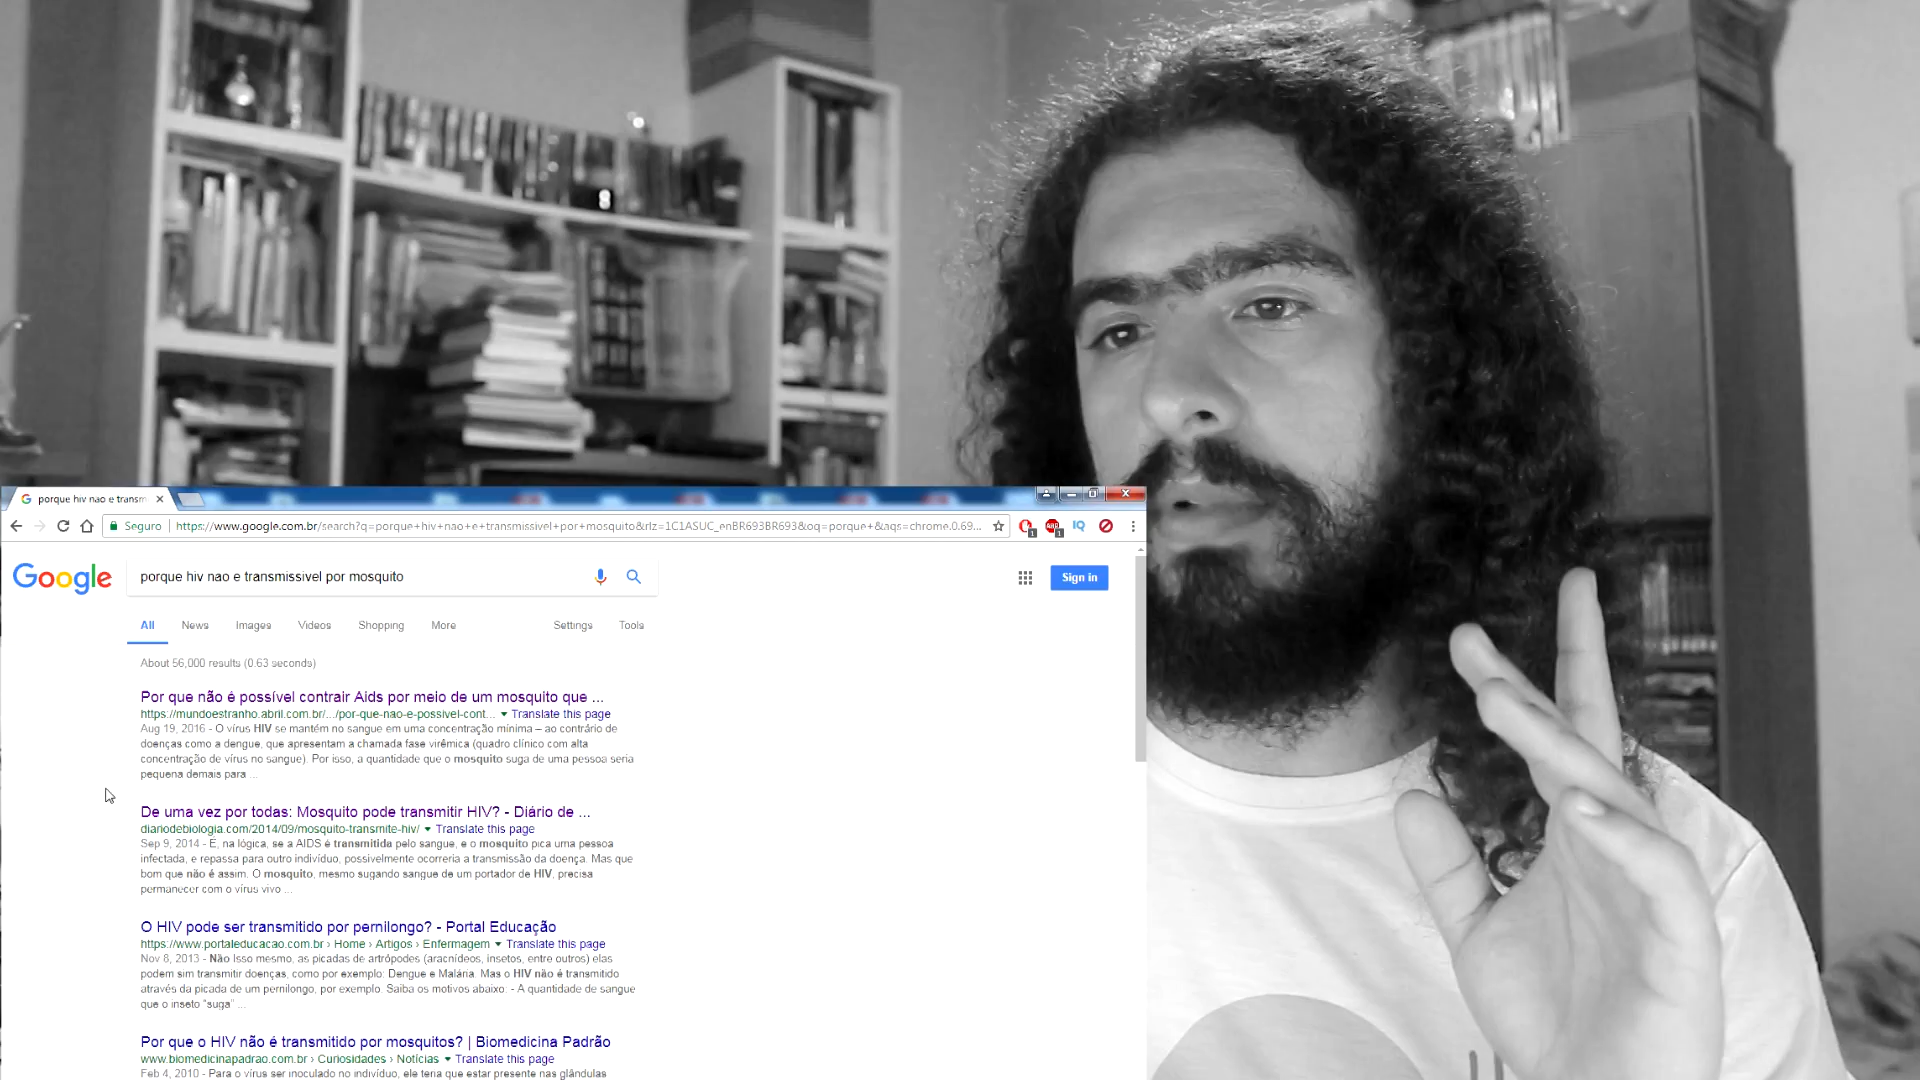 porque hiv nao e transm
Seguro https://www.google.com.br/search?q=porque+hiv+nao+e+transmissivel+por+mosquito&rlz=1C1ASUC_enBR693BR693&oq=porque+&aqs=chrome.0.69...
IQ
Google porque hiv nao e transmissivel por mosquito Sign in
All News Images Videos Shopping More Settings Tools
About 56,000 results (0.63 seconds)
Por que não é possível contrair Aids por meio de um mosquito que ...
https://mundoestranho.abril.com.br/.../por-que-nao-e-possivel-cont... Translate this page
Aug 19, 2016 - O vírus HIV se mantém no sangue em uma concentração mínima – ao contrário de
doenças como a dengue, que apresentam a chamada fase virêmica (quadro clínico com alta
concentração de vírus no sangue). Por isso, a quantidade que o mosquito suga de uma pessoa seria
pequena demais para ...
De uma vez por todas: Mosquito pode transmitir HIV? - Diário de ...
diariodebiologia.com/2014/09/mosquito-transmite-hiv/ Translate this page
Sep 9, 2014 - E, na lógica, se a AIDS é transmitida pelo sangue, e o mosquito pica uma pessoa
infectada, e repassa para outro indivíduo, possivelmente ocorreria a transmissão da doença. Mas que
bom que não é assim. O mosquito, mesmo sugando sangue de um portador de HIV, precisa
permanecer com o vírus vivo ...
O HIV pode ser transmitido por pernilongo? - Portal Educação
https://www.portaleducacao.com.br › Home › Artigos › Enfermagem Translate this page
Nov 8, 2013 - Não Isso mesmo, as picadas de artrópodes (aracnídeos, insetos, entre outros) elas
podem sim transmitir doenças, como por exemplo: Dengue e Malária. Mas o HIV não é transmitido
através da picada de um pernilongo, por exemplo. Saiba os motivos abaixo: - A quantidade de sangue
que o inseto "suga" ...
Por que o HIV não é transmitido por mosquitos? | Biomedicina Padrão
www.biomedicinapadrao.com.br › Curiosidades › Notícias Translate this page
Feb 4, 2010 - Para o vírus ser inoculado no indivíduo, ele teria que estar presente nas glândulas